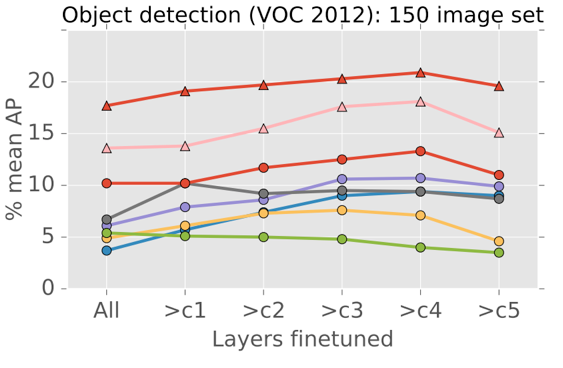 Object detection (VOC 2012): 150 image set
% mean AP
20
15
10
5
0
All >c1 >c2 >c3 >c4 >c5
Layers finetuned